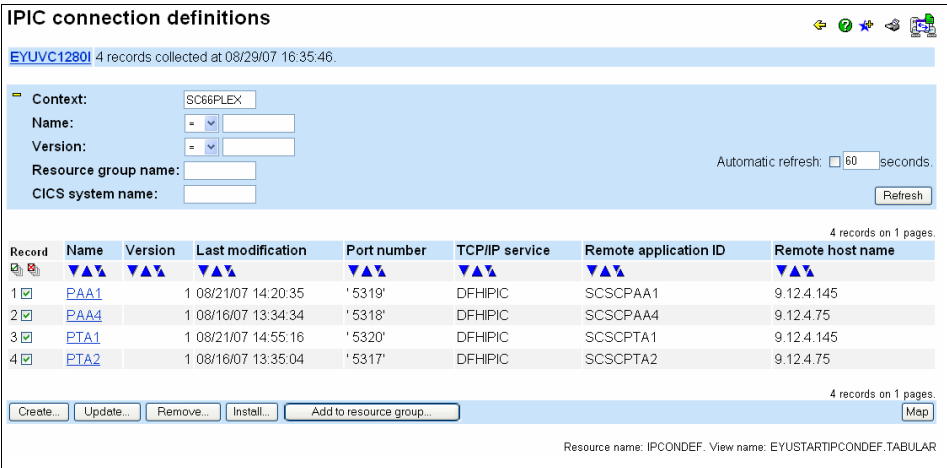 IPIC connection definitions
EYUVC1280I 4 records collected at 08/29/07 16:35:46.
Context: SC66PLEX
Name: =
Version: =
Resource group name:
CICS system name:
Automatic refresh: 60 seconds.
Refresh
4 records on 1 pages.
Record Name Version Last modification Port number TCP/IP service Remote application ID Remote host name
1 PAA1 1 08/21/07 14:20:35 '5319' DFHIPIC SCSCPAA1 9.12.4.145
2 PAA4 1 08/16/07 13:34:34 '5318' DFHIPIC SCSCPAA4 9.12.4.75
3 PTA1 1 08/21/07 14:55:16 '5320' DFHIPIC SCSCPTA1 9.12.4.145
4 PTA2 1 08/16/07 13:35:04 '5317' DFHIPIC SCSCPTA2 9.12.4.75
4 records on 1 pages.
Create... Update... Remove... Install... Add to resource group... Map
Resource name: IPCONDEF. View name: EYUSTARTIPCONDEF.TABULAR